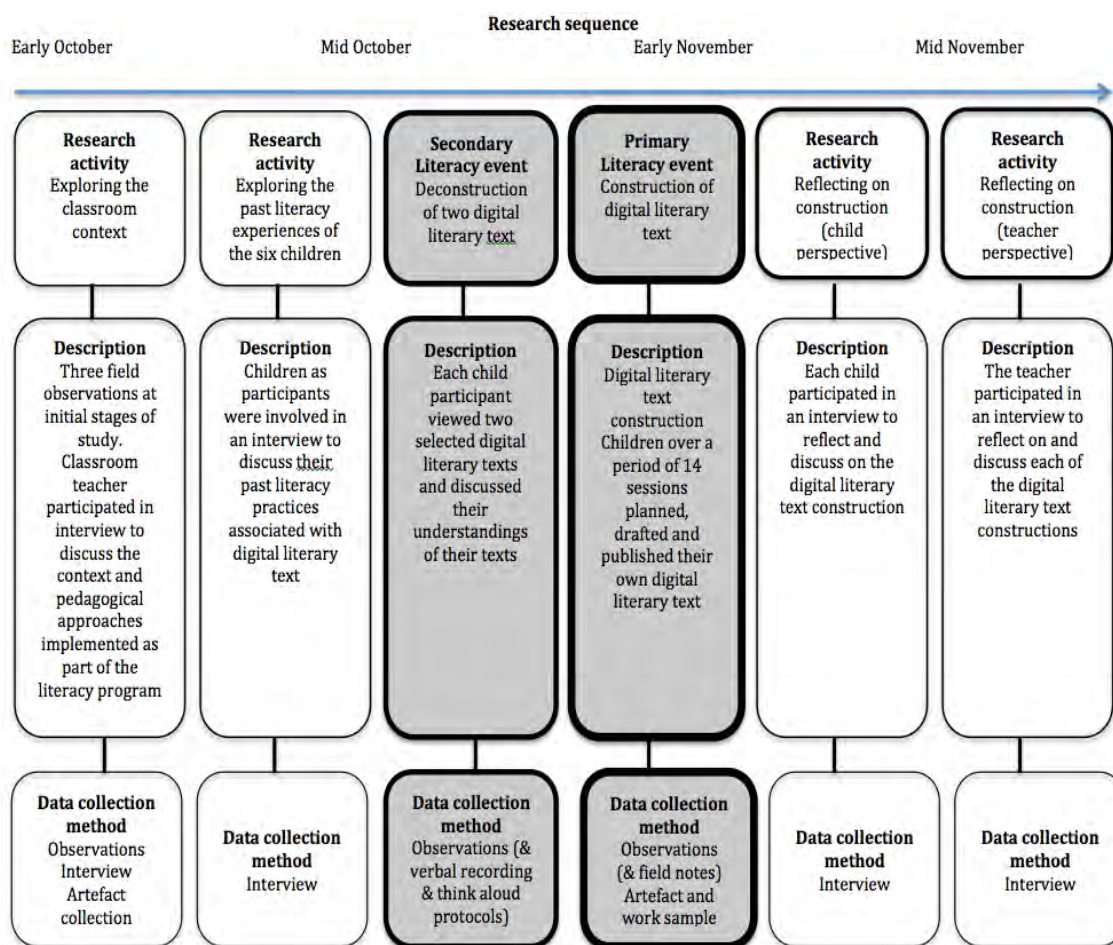 Research sequence
Early October
Mid October
Early November
Mid November
Research
activity
Exploring the
classroom
context
Research
activity
Exploring the
past literacy
experiences of
the six children
Secondary
Literacy event
Deconstruction
of two digital
literary text
Primary
Literacy event
Construction of
digital literary
text
Research
activity
Reflecting on
construction
(child
perspective)
Research
activity
Reflecting on
construction
(teacher
perspective)
Description
Three field
observations at
initial stages of
study.
Classroom
teacher
participated in
interview to
discuss the
context and
pedagogical
approaches
implemented as
part of the
literacy program
Description
Children as
participants
were involved in
an interview to
discuss their
past literacy
practices
associated with
digital literary
text
Description
Each child
participant
viewed two
selected digital
literary texts
and discussed
their
understandings
of their texts
Description
Digital literary
text
construction
Children over a
period of 14
sessions
planned,
drafted and
published their
own digital
literary text
Description
Each child
participated in
an interview to
reflect and
discuss on the
digital literary
text construction
Description
The teacher
participated in
an interview to
reflect on and
discuss each of
the digital
literary text
constructions
Data collection
method
Observations
Interview
Artefact
collection
Data collection
method
Interview
Data collection
method
Observations (&
verbal recording
& think aloud
protocols)
Data collection
method
Observations
(& field notes)
Artefact and
work sample
Data collection
method
Interview
Data collection
method
Interview